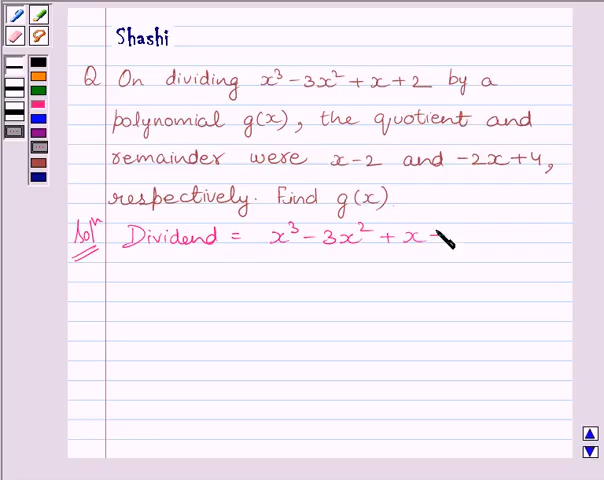 Shashi
Q On dividing x³ - 3x² + x + 2 by a
polynomial g(x), the quotient and
remainder were x - 2 and -2x + 4,
respectively. Find g(x).
Solⁿ Dividend = x³ - 3x² + x